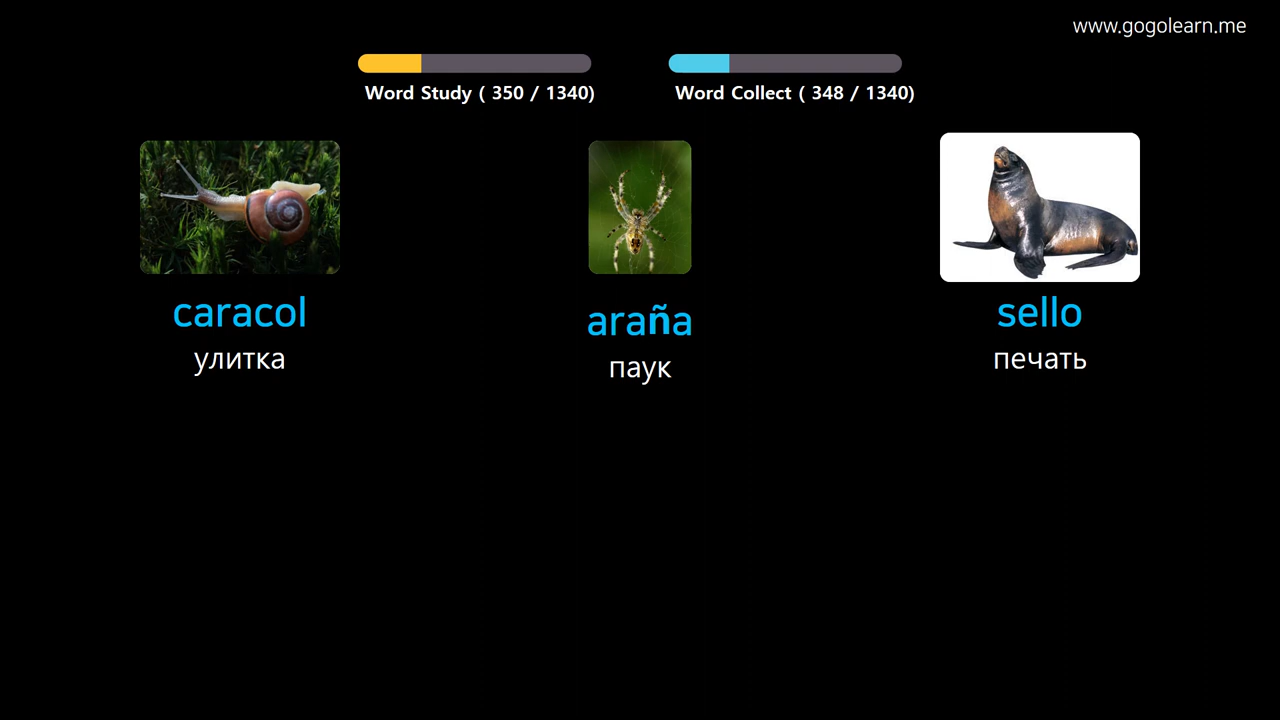 www.gogolearn.me
Word Study ( 350 / 1340)
Word Collect ( 348 / 1340)
caracol
улитка
araña
паук
sello
печать